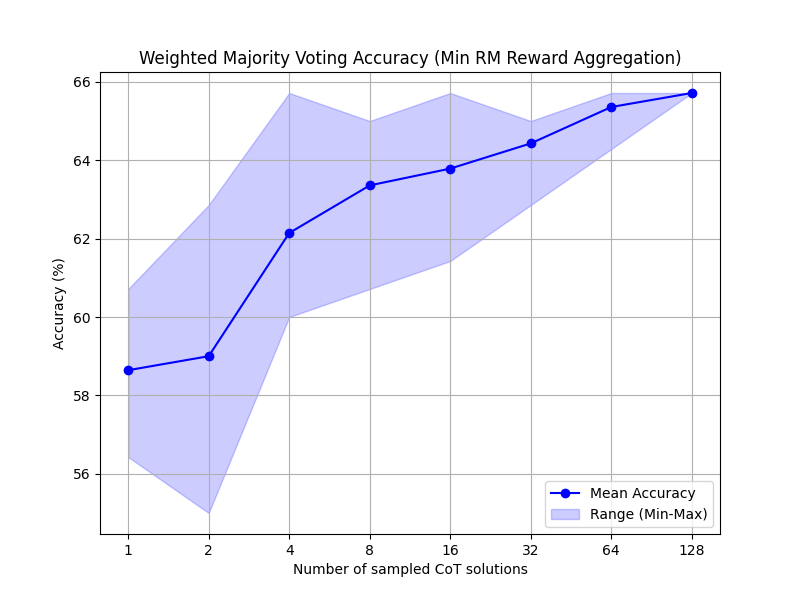 Weighted Majority Voting Accuracy (Min RM Reward Aggregation)
66
64
62
60
58
56
Accuracy (%)
Mean Accuracy
Range (Min-Max)
1 2 4 8 16 32 64 128
Number of sampled CoT solutions